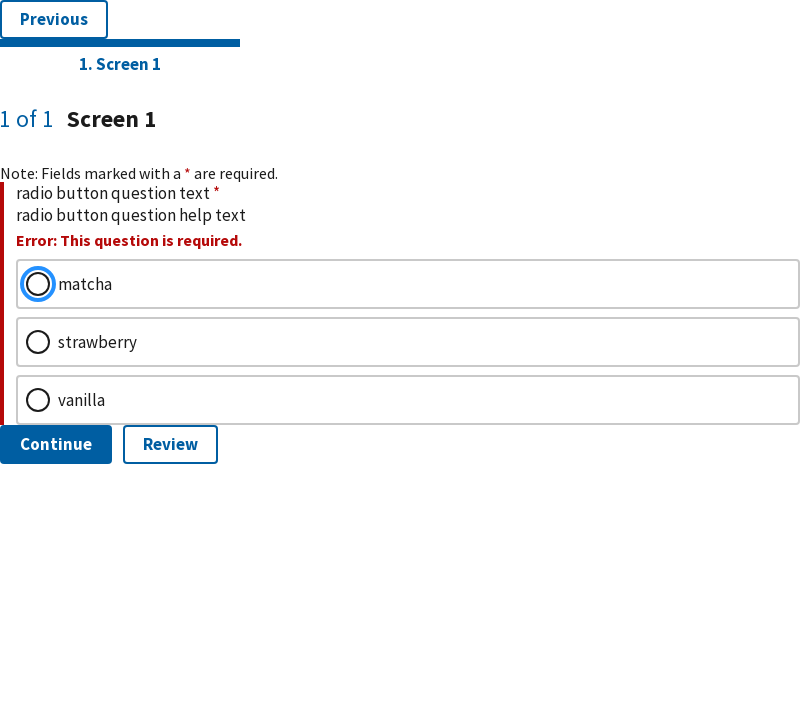 Previous
1. Screen 1
1 of 1 Screen 1
Note: Fields marked with a * are required.
radio button question text *
radio button question help text
Error: This question is required.
matcha
strawberry
vanilla
Continue Review